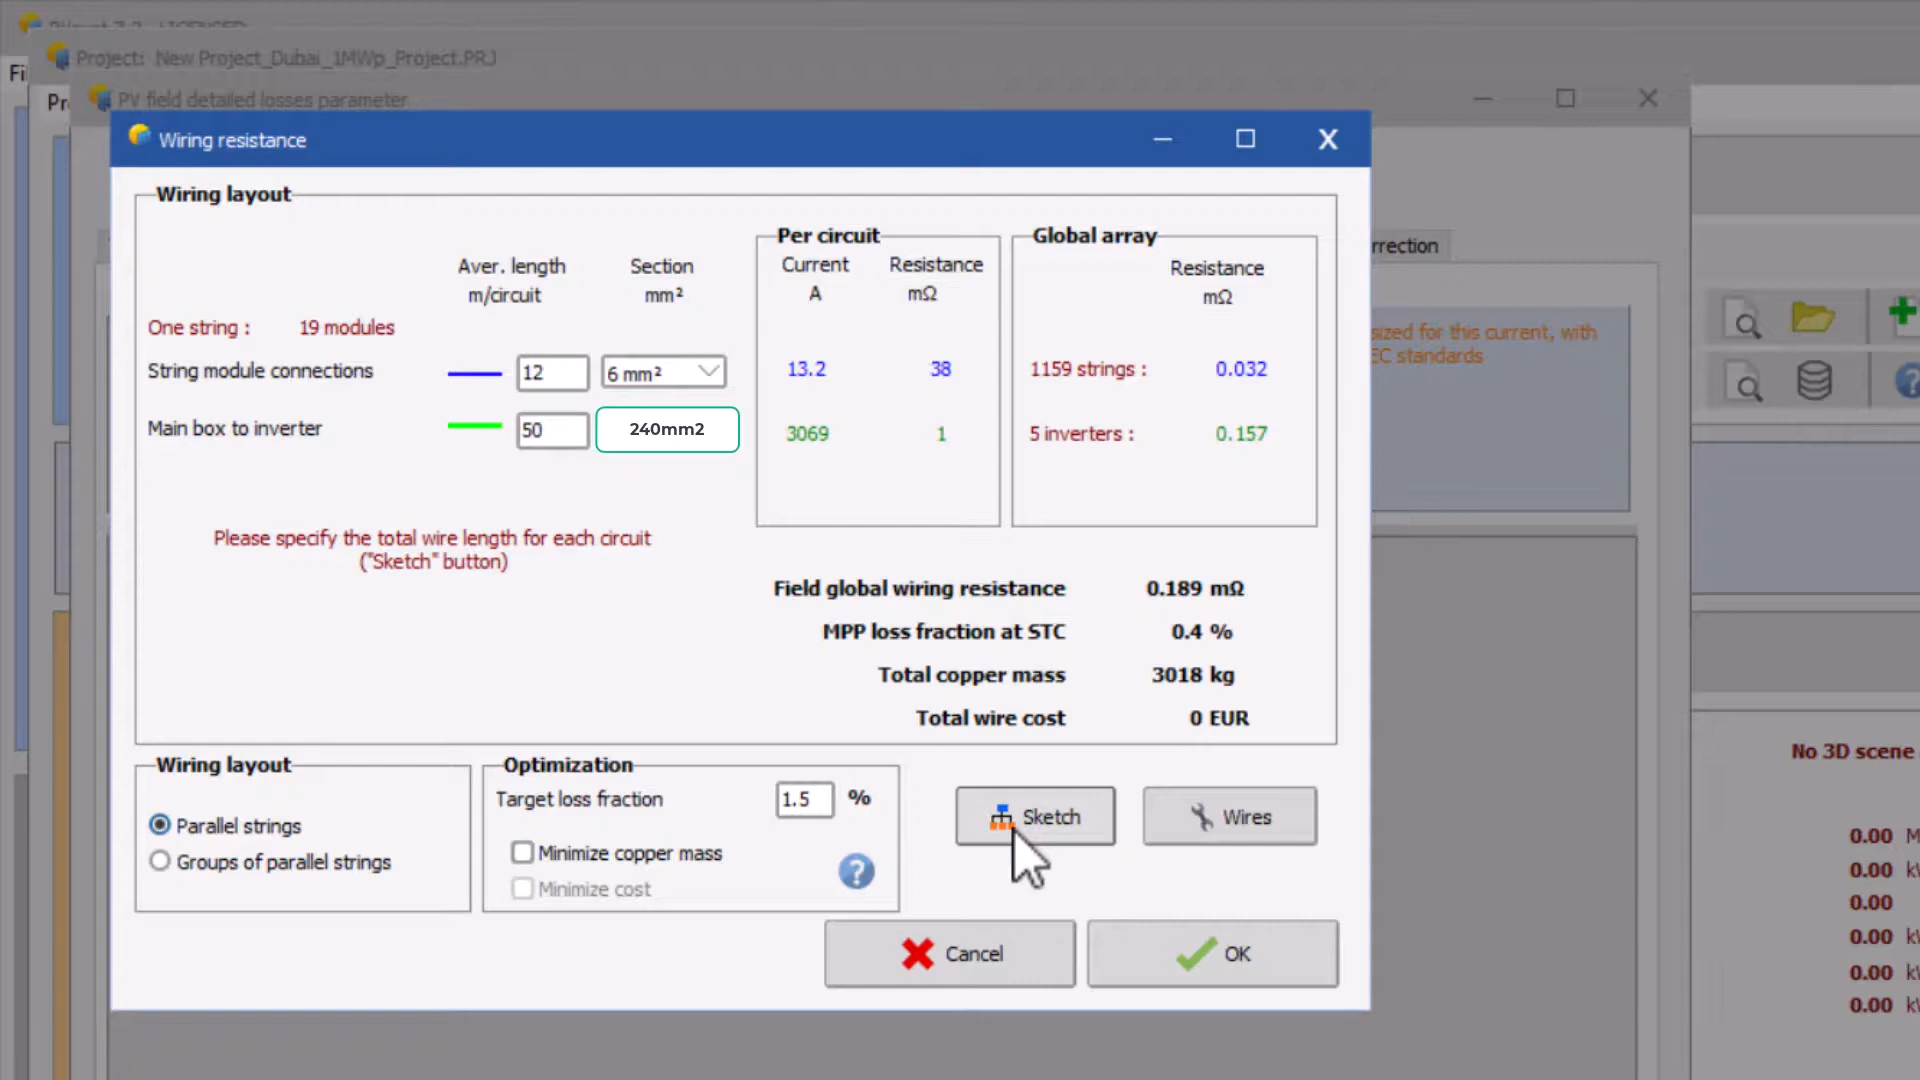 PVsyst 7.2 - LICENSED
Project: New Project_Dubai_1MWp_Project.PRJ
PV field detailed losses parameter
Wiring resistance
Wiring layout
Aver. length
m/circuit
Section
mm²
Per circuit
Current
A
Resistance
mΩ
Global array
Resistance
mΩ
rrection
One string : 19 modules
String module connections 12 6 mm² 13.2 38 1159 strings : 0.032
Main box to inverter 50 240mm2 3069 1 5 inverters : 0.157
sized for this current, with
EC standards
Please specify the total wire length for each circuit
("Sketch" button)
Field global wiring resistance 0.189 mΩ
MPP loss fraction at STC 0.4 %
Total copper mass 3018 kg
Total wire cost 0 EUR
No 3D scene
Wiring layout
Parallel strings
Groups of parallel strings
Optimization
Target loss fraction 1.5 %
Minimize copper mass
Minimize cost
Sketch
Wires
Cancel
OK
0.00
0.00
0.00
0.00
0.00
0.00